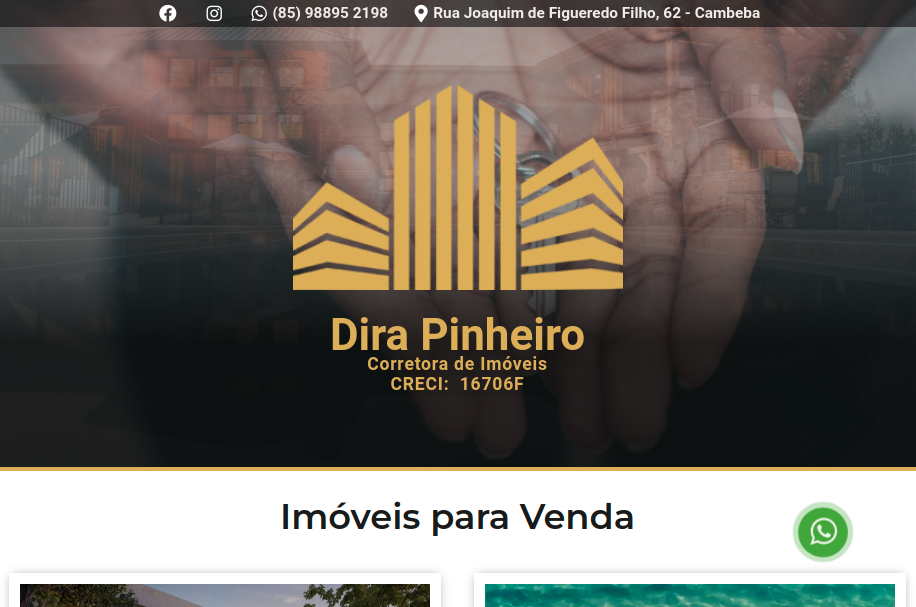 (85) 98895 2198 Rua Joaquim de Figueredo Filho, 62 - Cambeba
Dira Pinheiro
Corretora de Imóveis
CRECI: 16706F
Imóveis para Venda